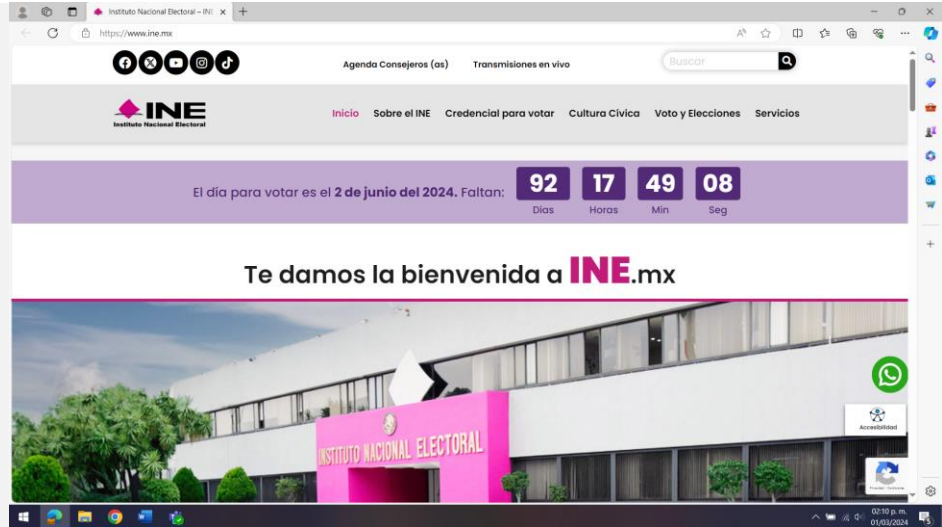 Instituto Nacional Electoral – INE
https://www.ine.mx
Agenda Consejeros (as)
Transmisiones en vivo
Buscar
INE
Instituto Nacional Electoral
Inicio
Sobre el INE
Credencial para votar
Cultura Cívica
Voto y Elecciones
Servicios
El día para votar es el 2 de junio del 2024. Faltan:
92 17 49 08
Días Horas Min Seg
Te damos la bienvenida a INE.mx
INSTITUTO NACIONAL ELECTORAL
Accesibilidad
02:10 p. m.
01/03/2024